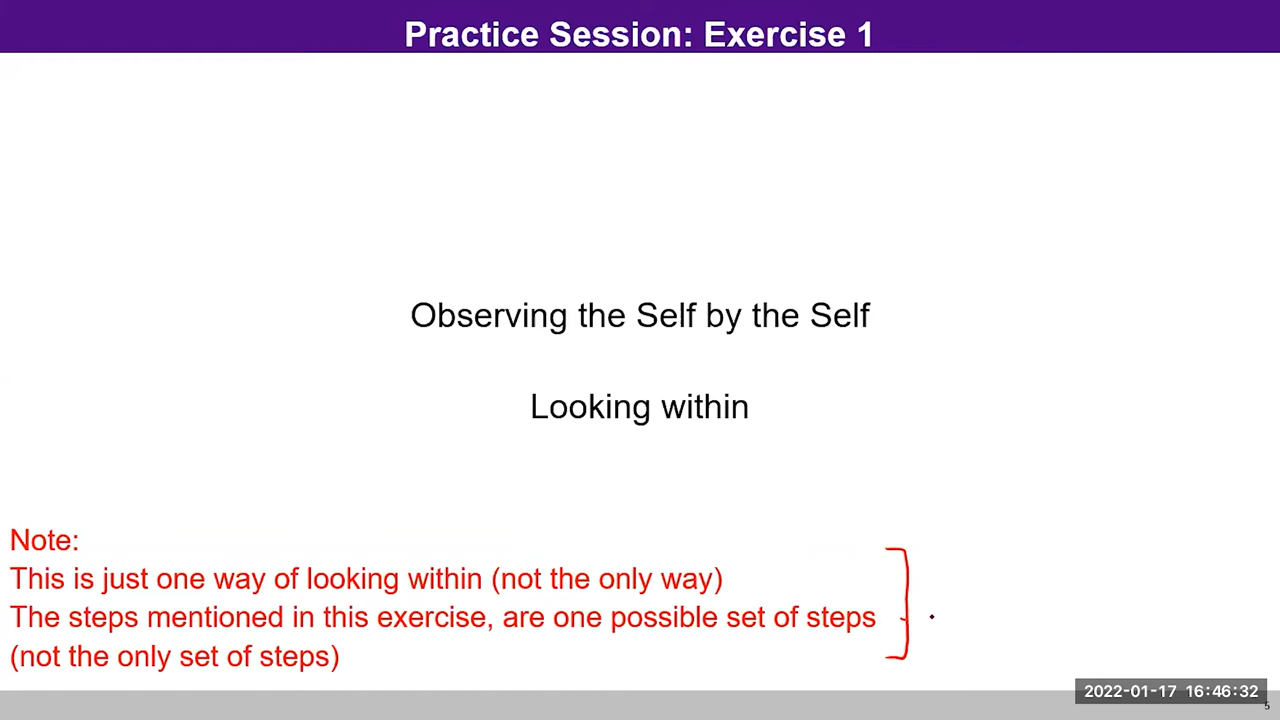 Practice Session: Exercise 1
Observing the Self by the Self
Looking within
Note:
This is just one way of looking within (not the only way)
The steps mentioned in this exercise, are one possible set of steps
(not the only set of steps)
2022-01-17 16:46:32
5